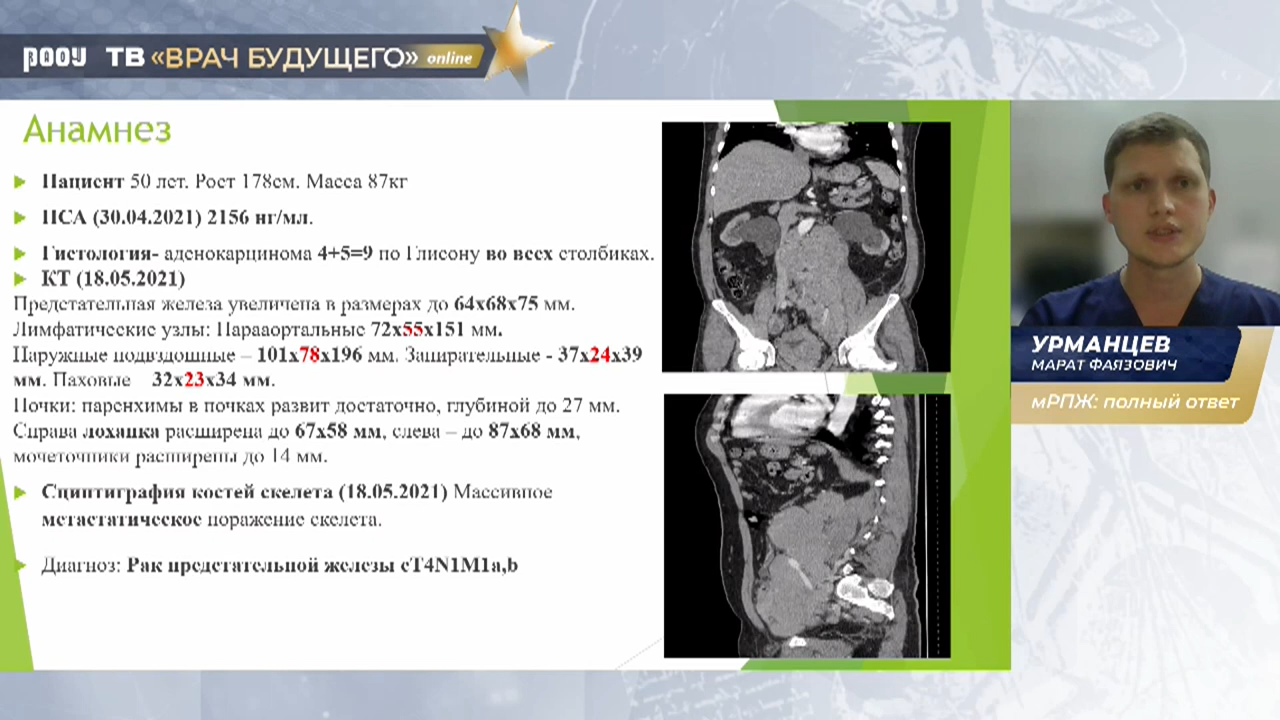 РООУ ТВ «ВРАЧ БУДУЩЕГО» online
Анамнез
Пациент 50 лет. Рост 178см. Масса 87кг
ПСА (30.04.2021) 2156 нг/мл.
Гистология- аденокарцинома 4+5=9 по Глисону во всех столбиках.
КТ (18.05.2021)
Предстательная железа увеличена в размерах до 64х68х75 мм.
Лимфатические узлы: Парааортальные 72х55х151 мм.
Наружные подвздошные – 101х78х196 мм. Запирательные - 37х24х39
мм. Паховые 32х23х34 мм.
Почки: паренхимы в почках развит достаточно, глубиной до 27 мм.
Справа лоханка расширена до 67х58 мм, слева – до 87х68 мм,
мочеточники расширены до 14 мм.
Сцинтиграфия костей скелета (18.05.2021) Массивное
метастатическое поражение скелета.
Диагноз: Рак предстательной железы cT4N1M1a,b
УРМАНЦЕВ
МАРАТ ФАЯЗОВИЧ
мРПЖ: полный ответ